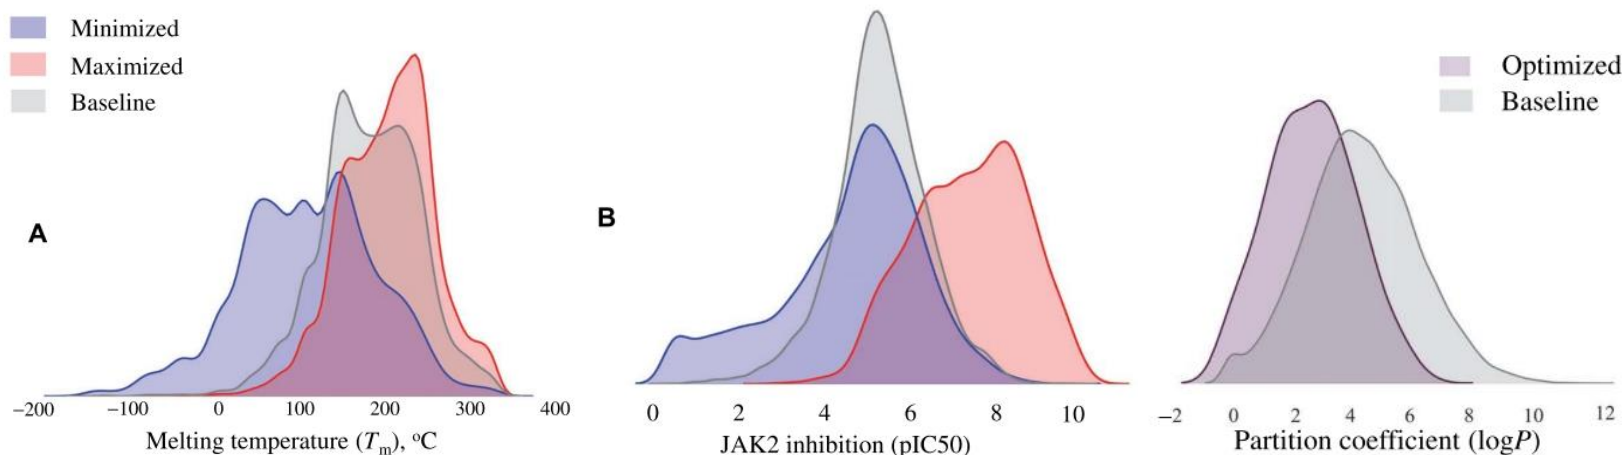 Minimized
Maximized
Baseline
A
−200 −100 0 100 200 300 400
Melting temperature (Tm), °C
B
0 2 4 6 8 10
JAK2 inhibition (pIC50)
Optimized
Baseline
−2 0 2 4 6 8 10 12
Partition coefficient (logP)